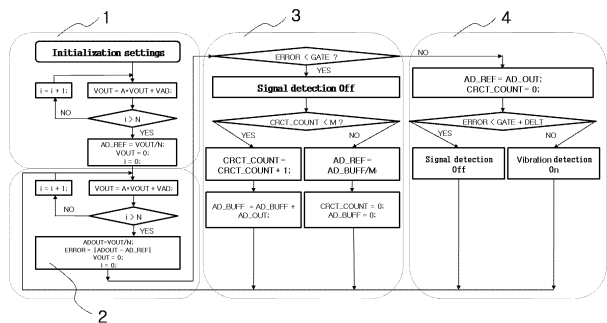 1
Initialization settings
i = i + 1;
VOUT = A*VOUT + VAD;
NO
i > N
YES
AD_REF = VOUT/N;
VOUT = 0;
i = 0;
i = i + 1;
VOUT = A*VOUT + VAD;
NO
i > N
YES
ADOUT=VOUT/N;
ERROR = |ADOUT - AD_REF|
VOUT = 0;
i = 0;
2
3
ERROR < GATE ?
NO
YES
Signal detection Off
CRCT_COUNT < M ?
YES
NO
CRCT_COUNT=
CRCT_COUNT + 1;
AD_REF=
AD_BUFF/M;
AD_BUFF = AD_BUFF +
AD_OUT;
CRCT_COUNT = 0;
AD_BUFF = 0;
4
AD_REF = AD_OUT;
CRCT_COUNT = 0;
ERROR < GATE + DELT
YES
NO
Signal detection
Off
Vibration detection
On